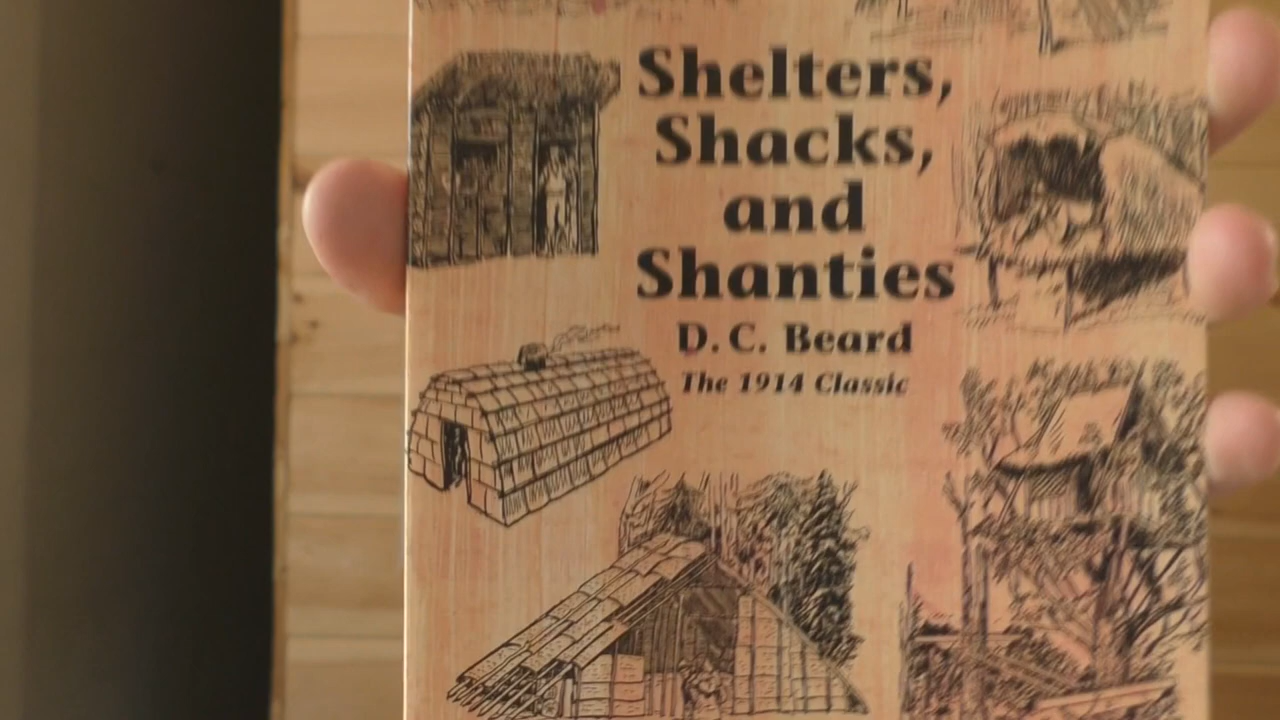 Shelters,
Shacks,
and
Shanties
D. C. Beard
The 1914 Classic